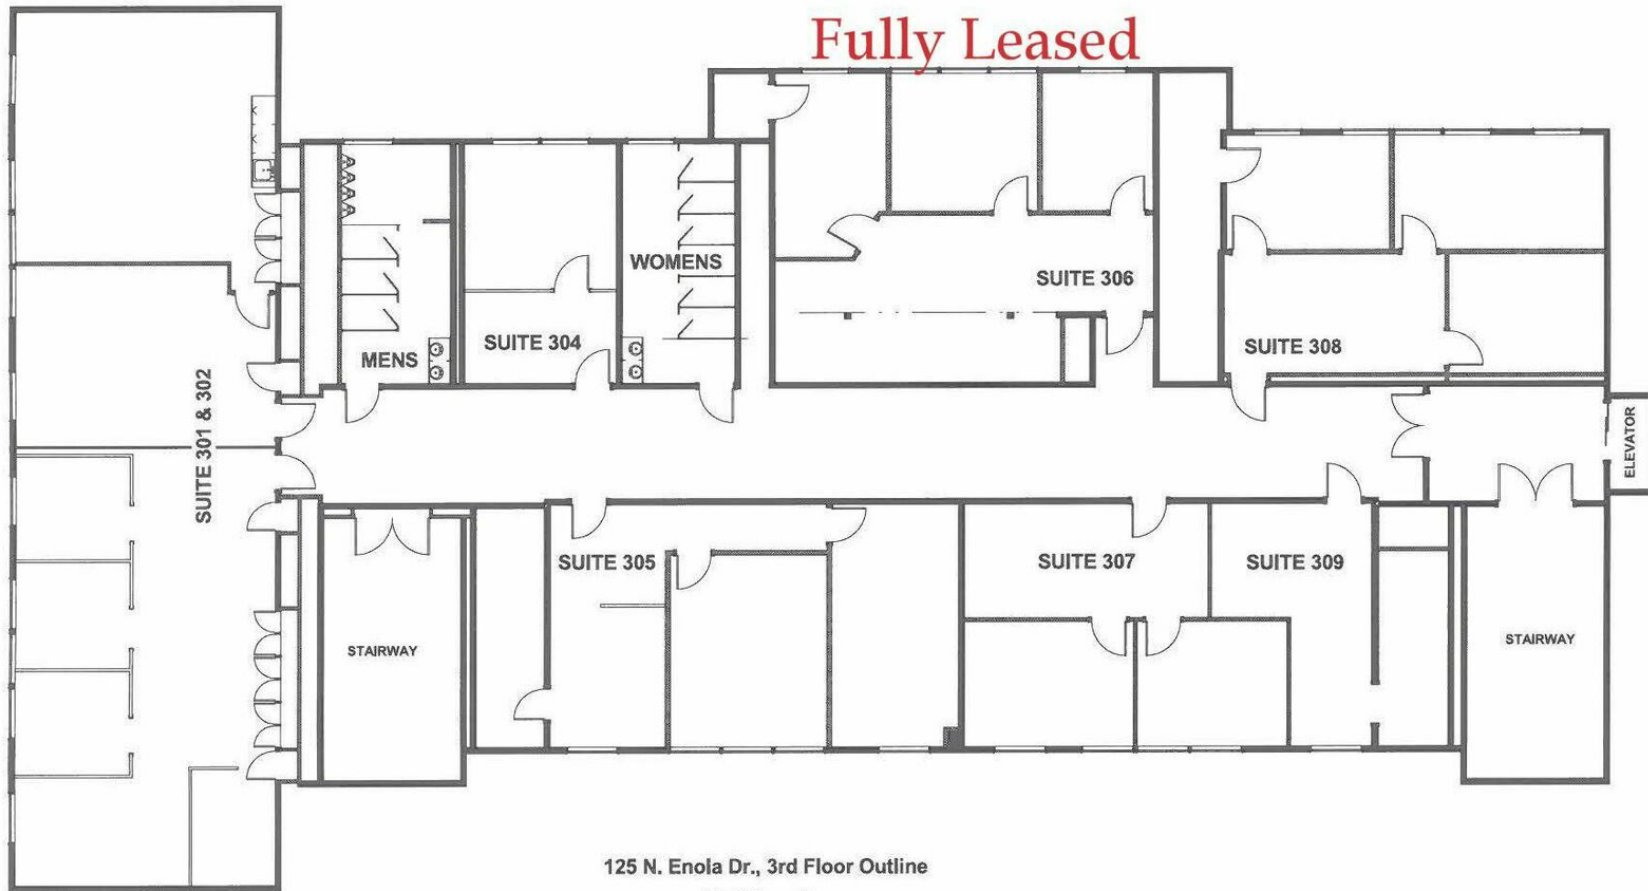 Fully Leased
WOMENS
SUITE 306
SUITE 304
MENS
SUITE 308
SUITE 301 & 302
ELEVATOR
SUITE 305
SUITE 307
SUITE 309
STAIRWAY
STAIRWAY
125 N. Enola Dr., 3rd Floor Outline